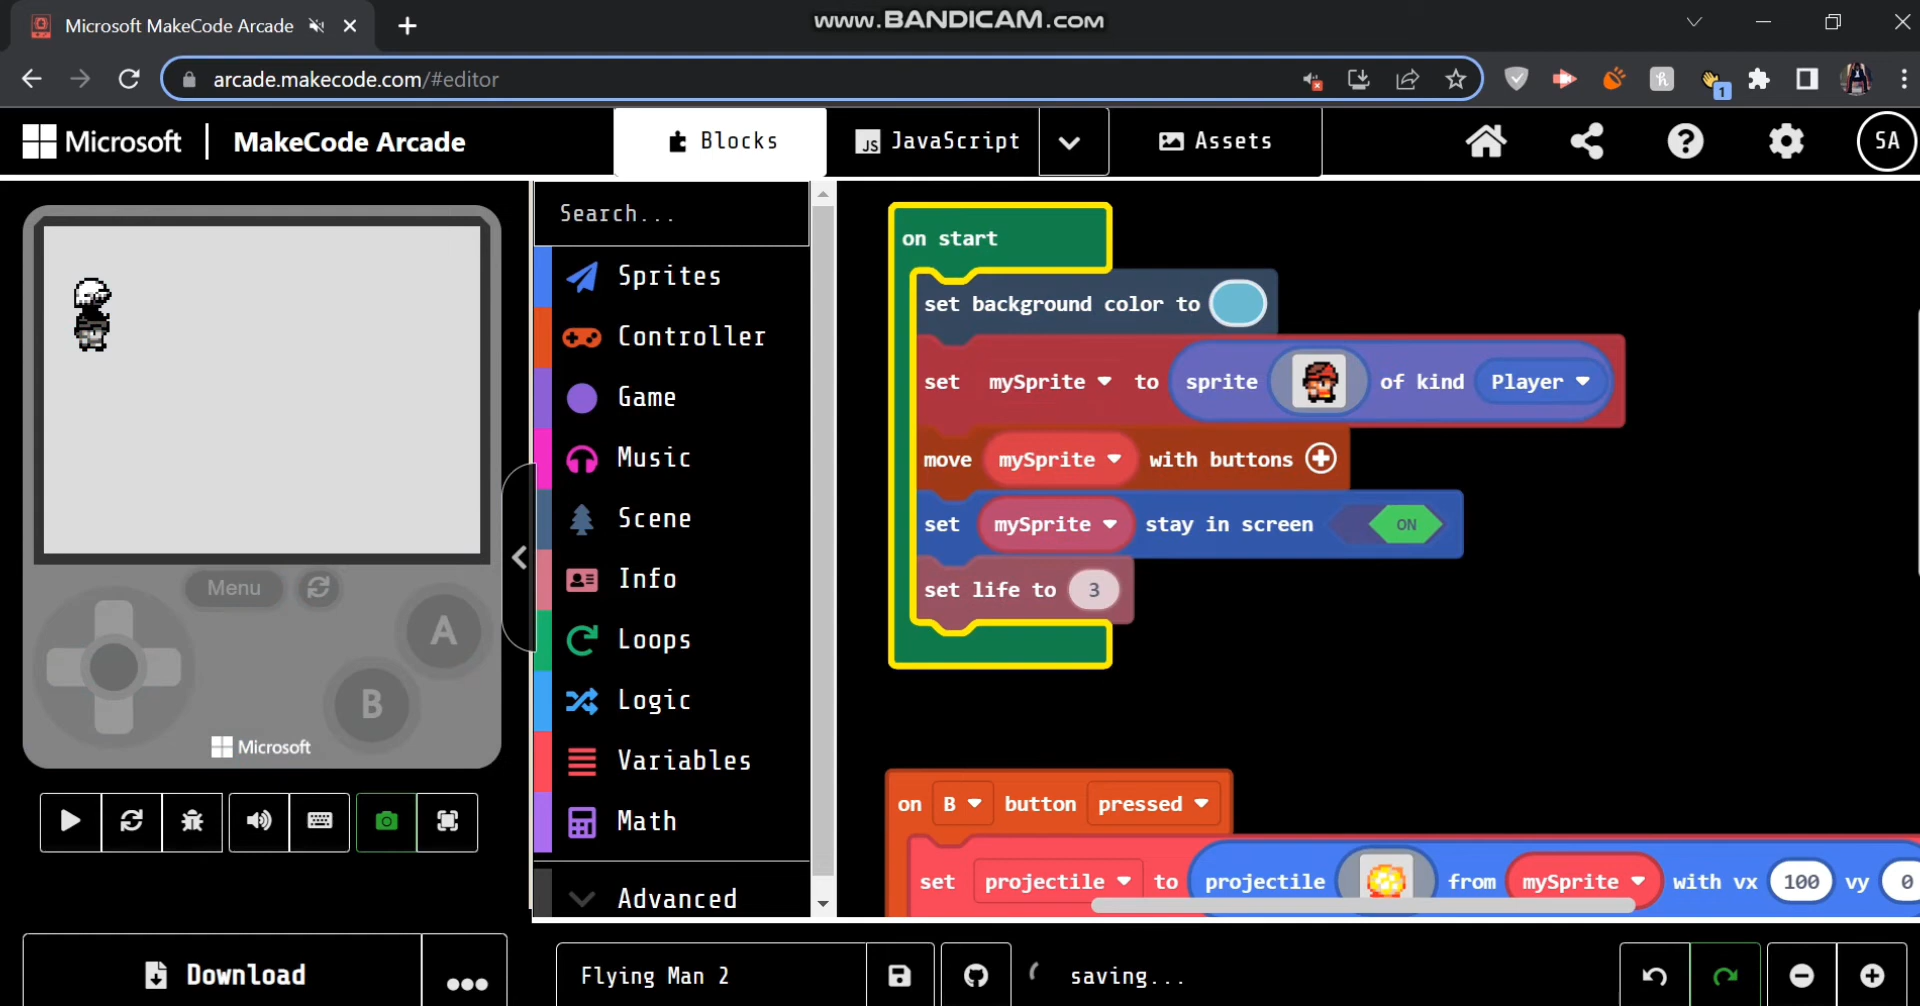 Microsoft MakeCode Arcade
www.BANDICAM.com
arcade.makecode.com/#editor
1
Microsoft | MakeCode Arcade
Blocks
JS JavaScript
Assets
SA
Search...
Sprites
Controller
Game
Music
Scene
Info
Loops
Logic
Variables
Math
Advanced
Menu
A
B
Microsoft
on start
set background color to
set mySprite to sprite of kind Player
move mySprite with buttons
set mySprite stay in screen ON
set life to 3
on B button pressed
set projectile to projectile from mySprite with vx 100 vy 0
Download
Flying Man 2
saving...